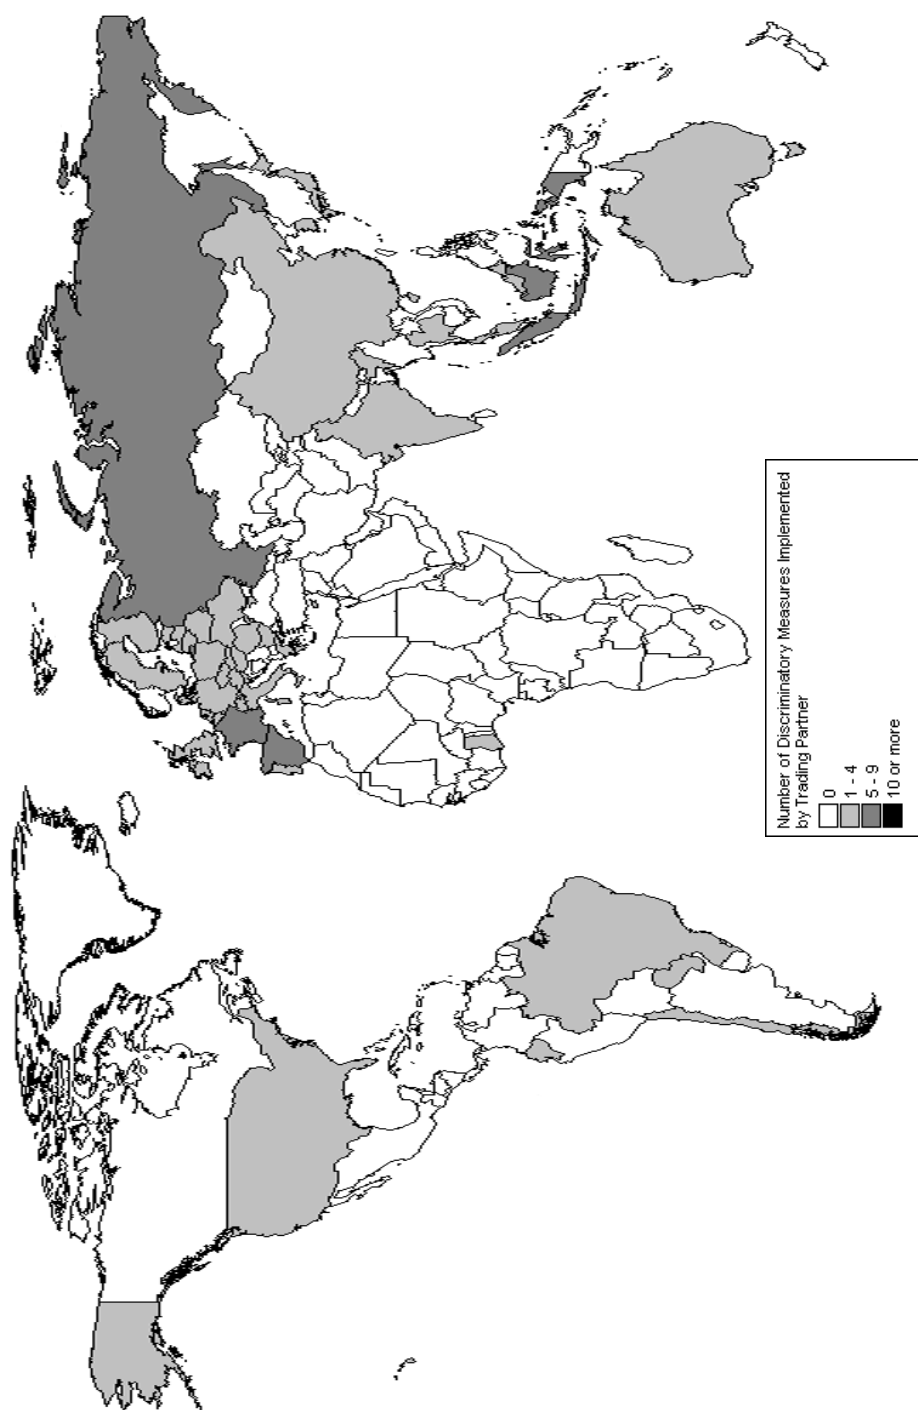 Number of Discriminatory Measures Implemented
by Trading Partner
0
1 - 4
5 - 9
10 or more